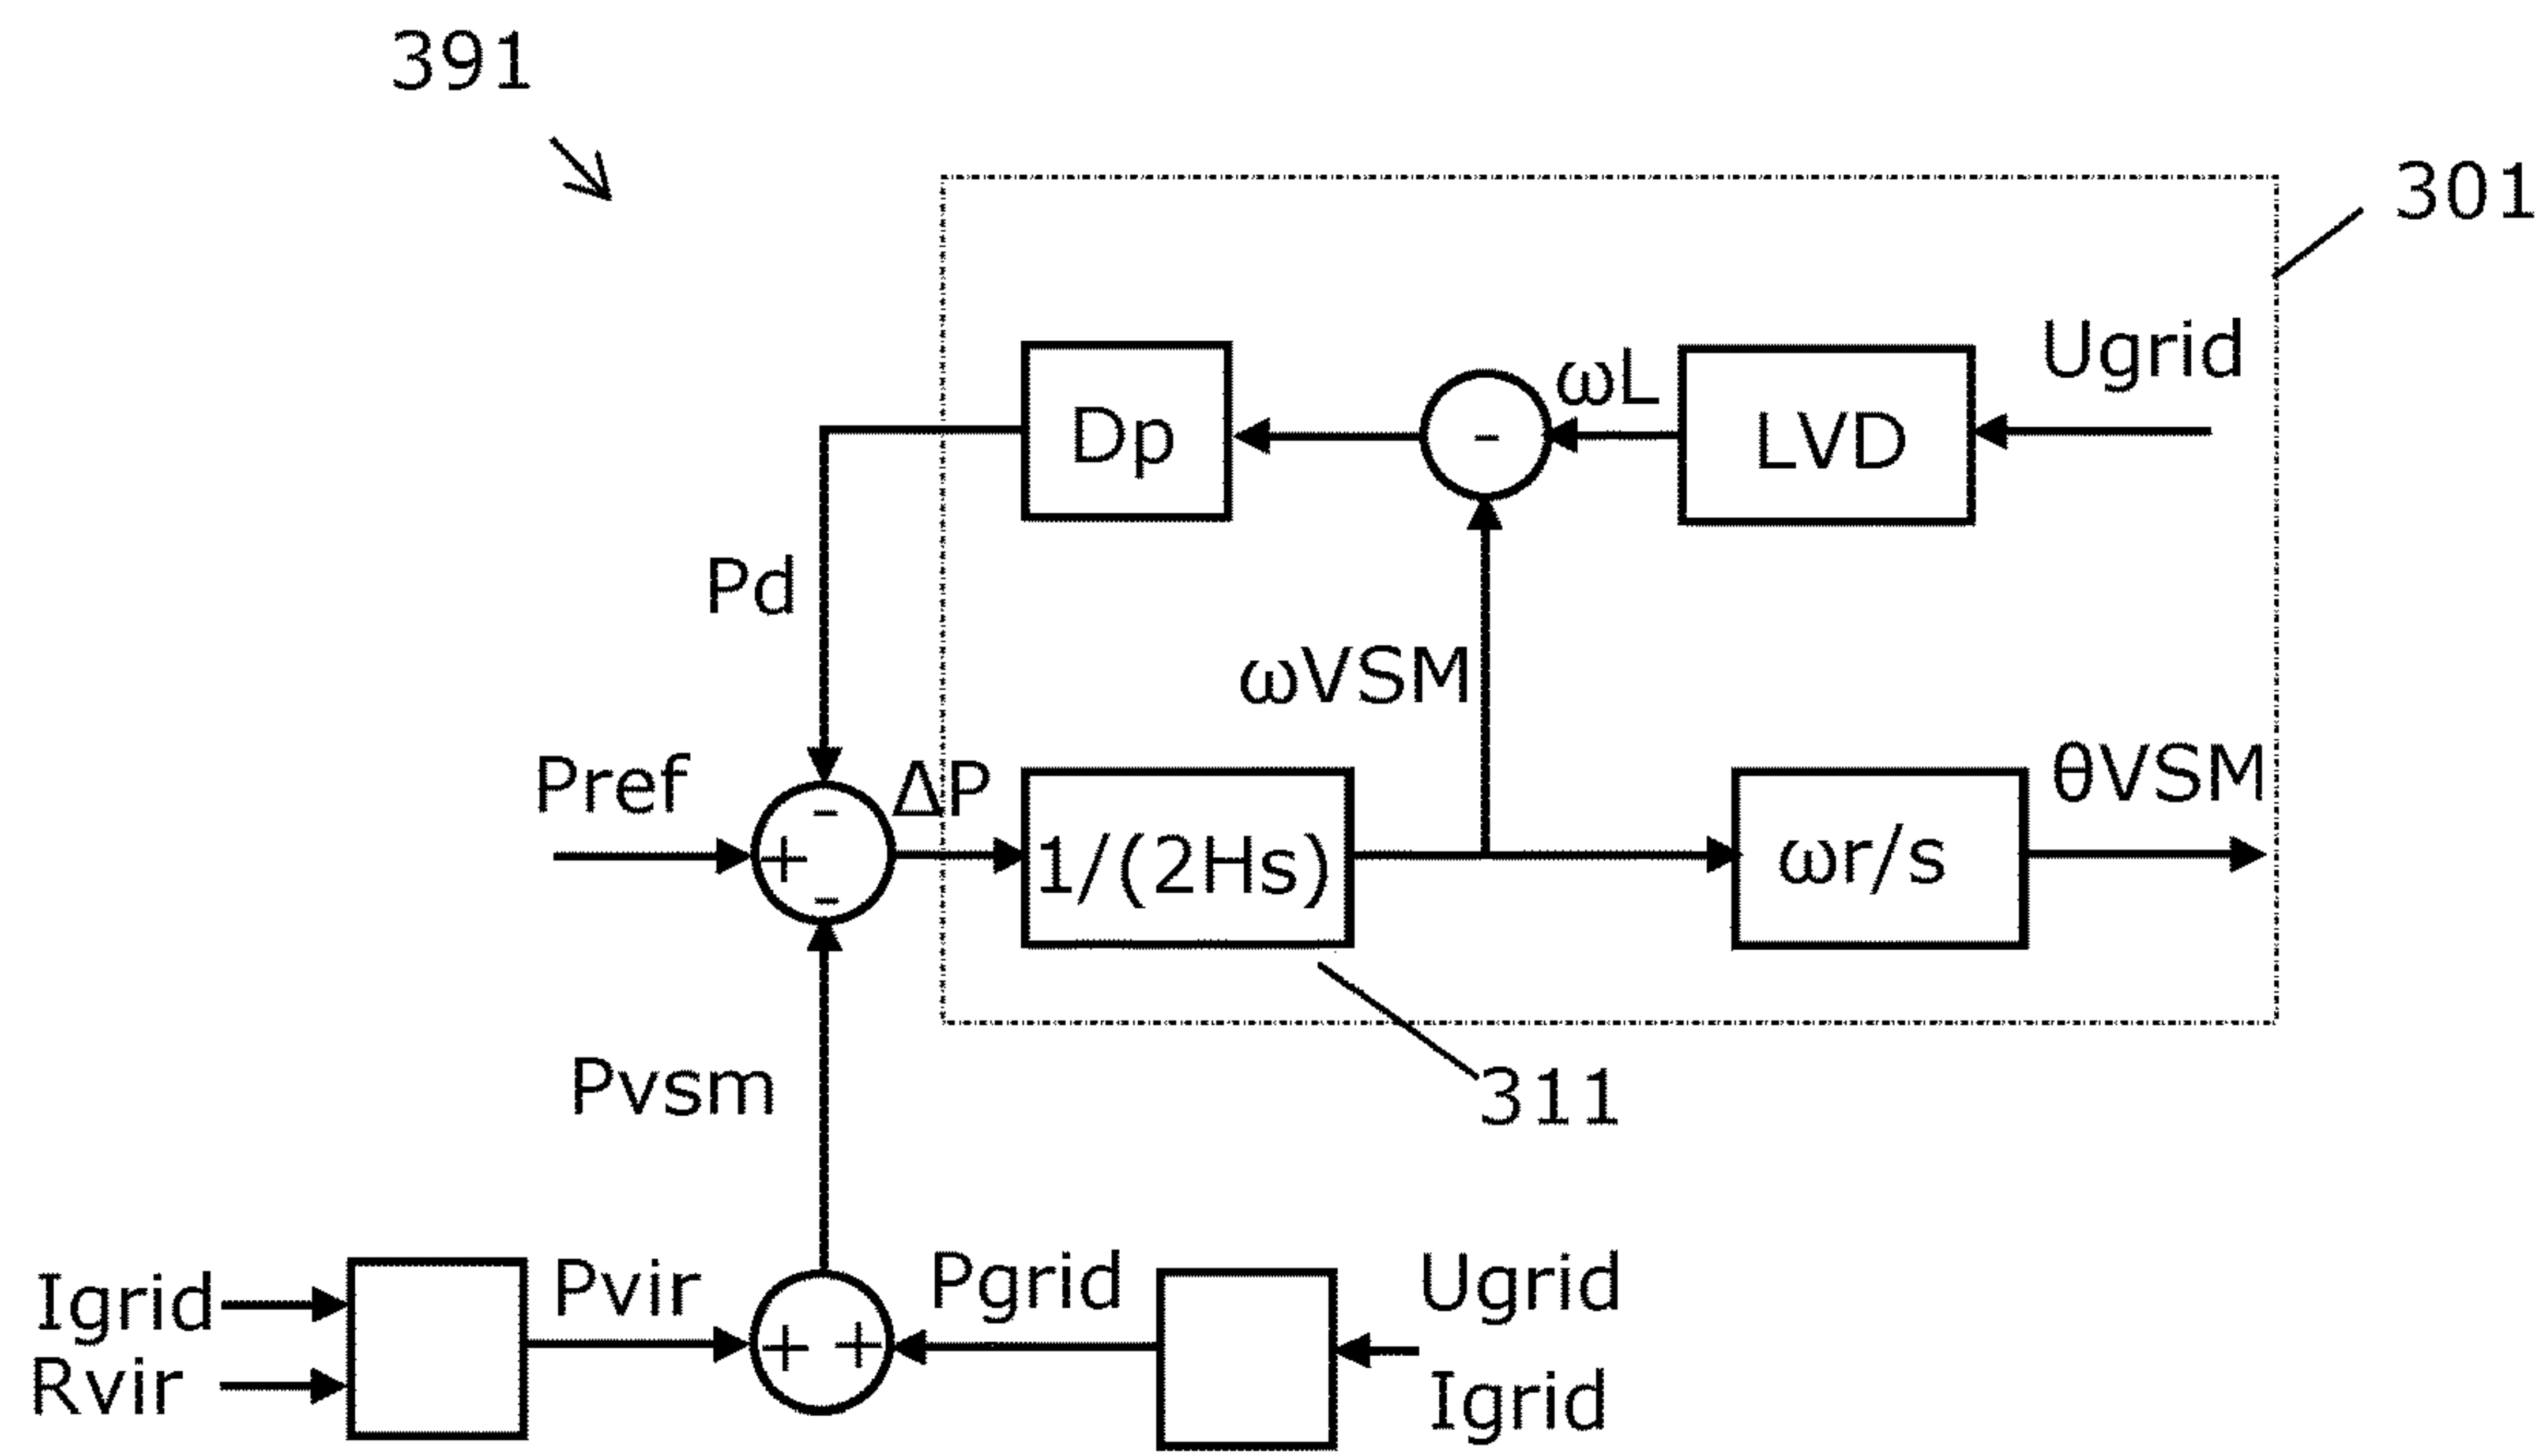 391
301
Ugrid
ωL
Dp
-
LVD
Pd
ωVSM
Pref
ΔP
θVSM
-
+
-
1/(2Hs)
ωr/s
Pvsm
311
Igrid
Pvir
Pgrid
Ugrid
+ +
Rvir
Igrid